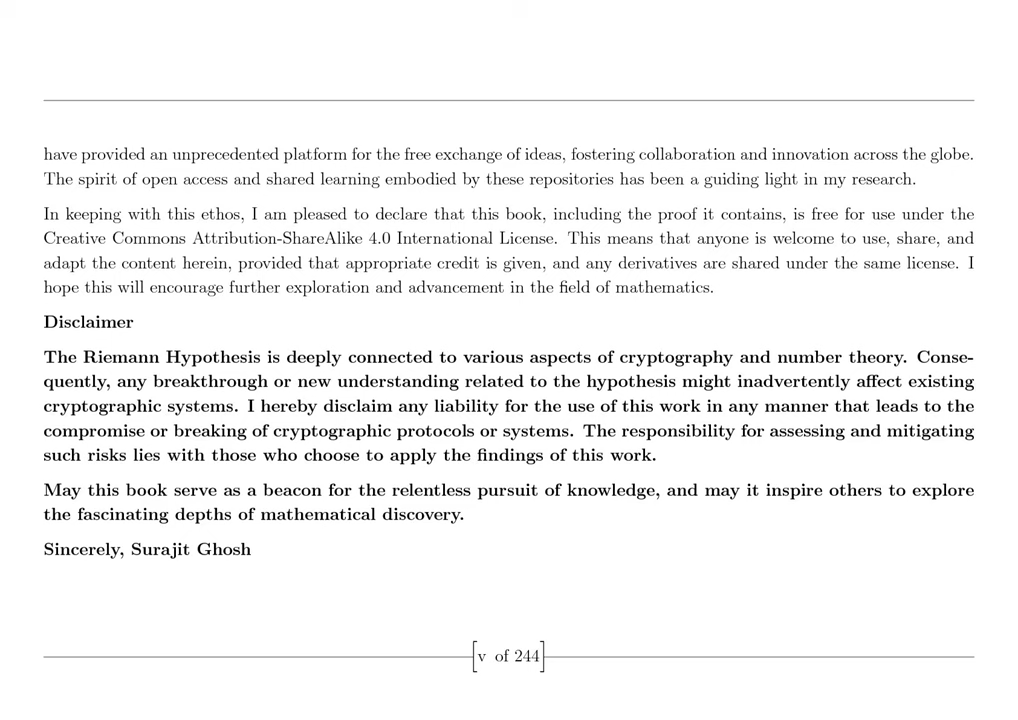 have provided an unprecedented platform for the free exchange of ideas, fostering collaboration and innovation across the globe.
The spirit of open access and shared learning embodied by these repositories has been a guiding light in my research.
In keeping with this ethos, I am pleased to declare that this book, including the proof it contains, is free for use under the
Creative Commons Attribution-ShareAlike 4.0 International License. This means that anyone is welcome to use, share, and
adapt the content herein, provided that appropriate credit is given, and any derivatives are shared under the same license. I
hope this will encourage further exploration and advancement in the field of mathematics.
Disclaimer
The Riemann Hypothesis is deeply connected to various aspects of cryptography and number theory. Conse-
quently, any breakthrough or new understanding related to the hypothesis might inadvertently affect existing
cryptographic systems. I hereby disclaim any liability for the use of this work in any manner that leads to the
compromise or breaking of cryptographic protocols or systems. The responsibility for assessing and mitigating
such risks lies with those who choose to apply the findings of this work.
May this book serve as a beacon for the relentless pursuit of knowledge, and may it inspire others to explore
the fascinating depths of mathematical discovery.
Sincerely, Surajit Ghosh
[v of 244]